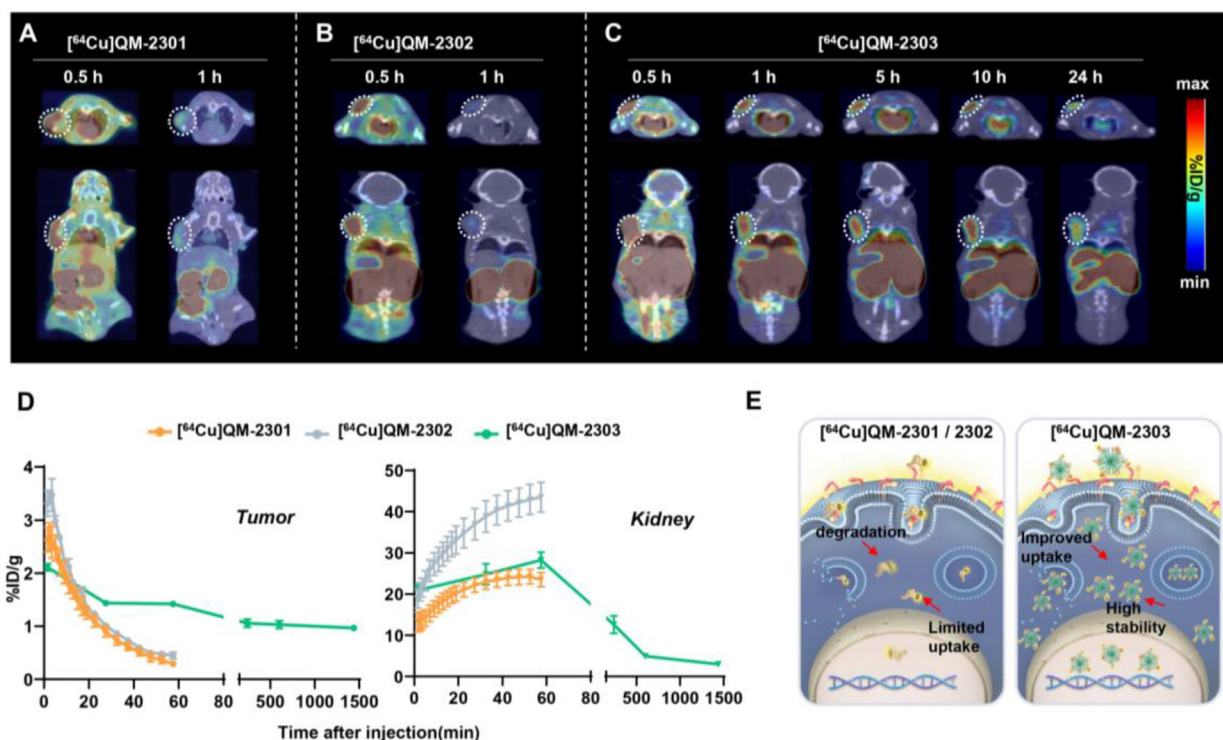 A
[⁶⁴Cu]QM-2301
0.5 h
1 h
B
[⁶⁴Cu]QM-2302
0.5 h
1 h
C
[⁶⁴Cu]QM-2303
0.5 h
1 h
5 h
10 h
24 h
max
%ID/g
min
D
[⁶⁴Cu]QM-2301
[⁶⁴Cu]QM-2302
[⁶⁴Cu]QM-2303
%ID/g
4
3
2
1
0
Tumor
0 20 40 60 80 500 1000 1500
50
40
30
20
10
0
Kidney
0 20 40 60 80 500 1000 1500
Time after injection(min)
E
[⁶⁴Cu]QM-2301 / 2302
degradation
Limited
uptake
[⁶⁴Cu]QM-2303
Improved
uptake
High
stability